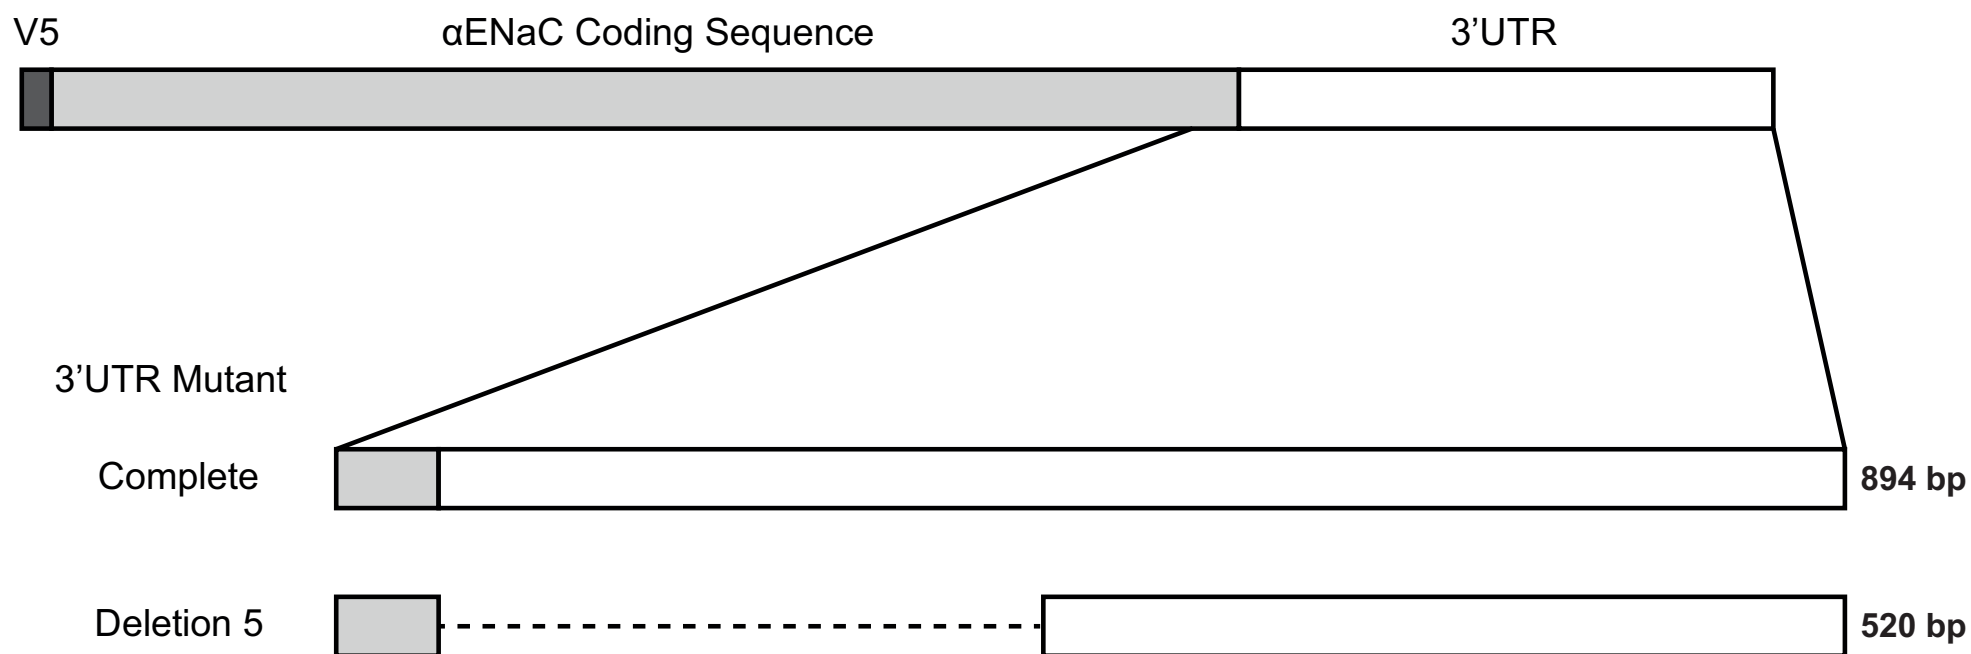 V5 αENaC Coding Sequence 3’UTR
3’UTR Mutant
Complete 894 bp
Deletion 5 520 bp